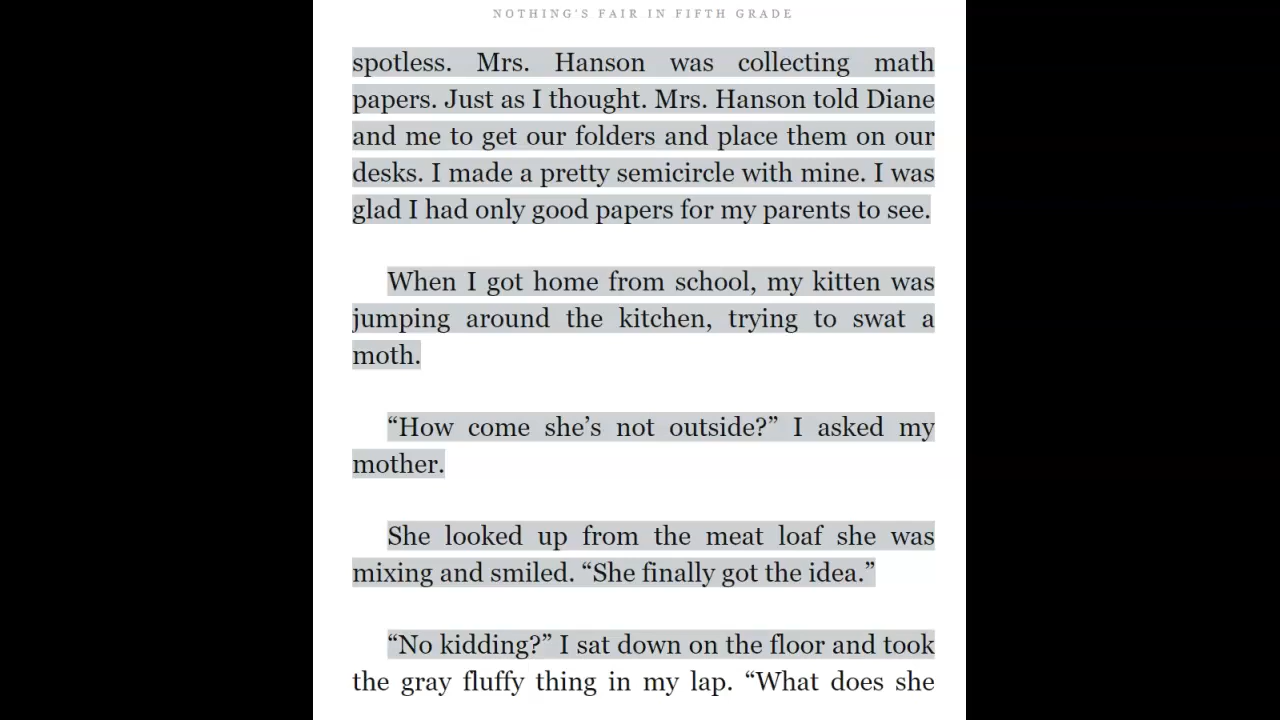 NOTHING'S FAIR IN FIFTH GRADE
spotless. Mrs. Hanson was collecting math
papers. Just as I thought. Mrs. Hanson told Diane
and me to get our folders and place them on our
desks. I made a pretty semicircle with mine. I was
glad I had only good papers for my parents to see.
When I got home from school, my kitten was
jumping around the kitchen, trying to swat a
moth.
“How come she’s not outside?” I asked my
mother.
She looked up from the meat loaf she was
mixing and smiled. “She finally got the idea.”
“No kidding?” I sat down on the floor and took
the gray fluffy thing in my lap. “What does she